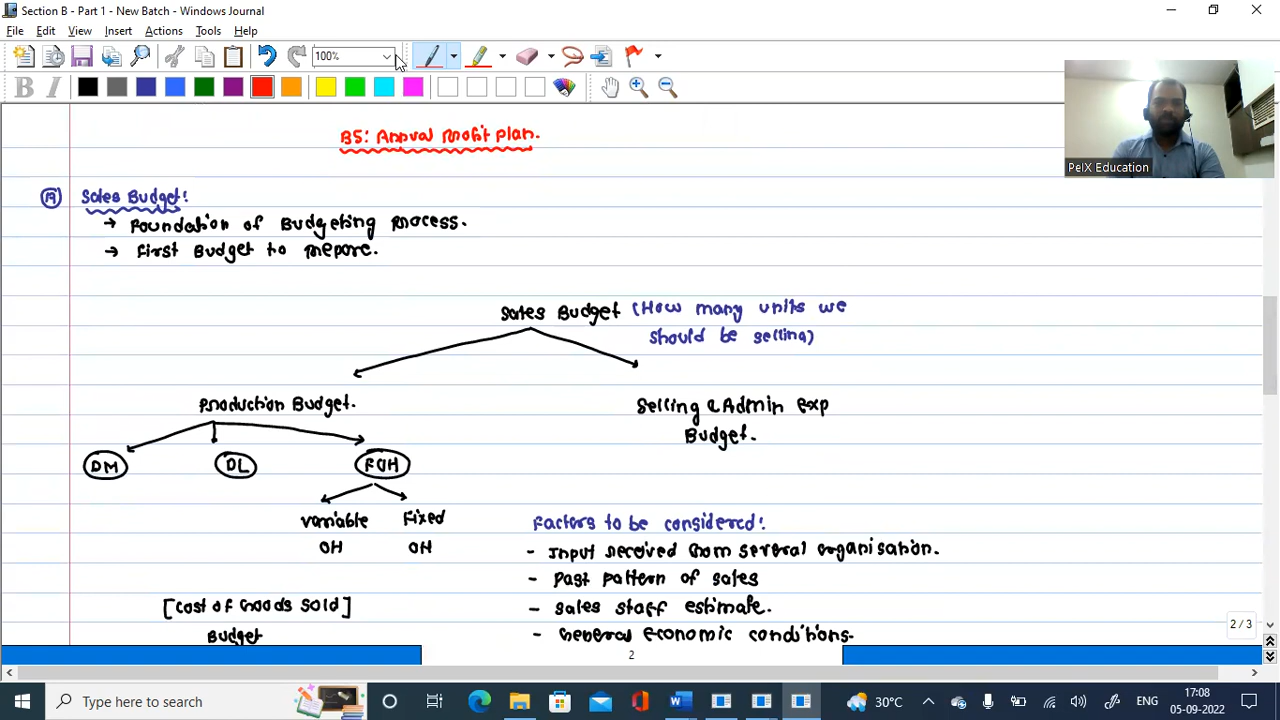 Section B - Part 1 - New Batch - Windows Journal
File Edit View Insert Actions Tools Help
100%
B I
PelX Education
B5: Annual Profit plan.
19 Sales Budget:
→ Foundation of Budgeting Process.
→ First Budget to Prepare.
Sales Budget (How many units we
should be selling)
Production Budget.
Selling & Admin Exp
Budget.
DM DL FOH
Variable Fixed
OH OH
Factors to be considered:
- Input received from several organisation.
- Past pattern of sales
- Sales staff estimate.
- General economic conditions.
[Cost of Goods Sold]
Budget
2 / 3
2
Type here to search
30°C
ENG
17:08
05-09-2022